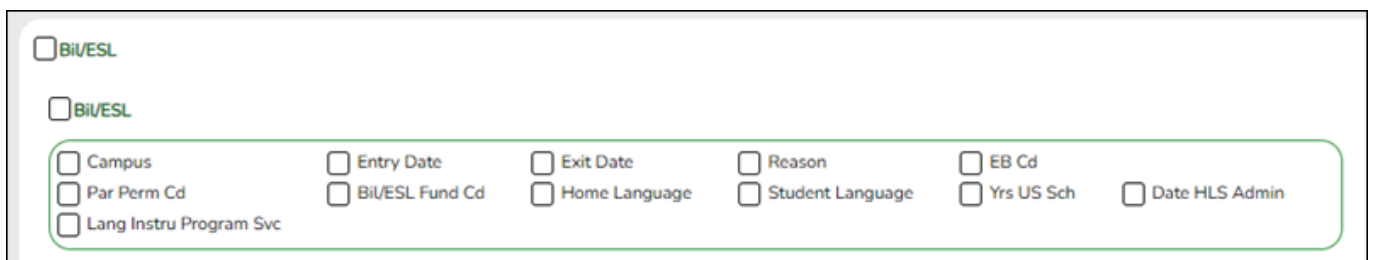 Bil/ESL
Bil/ESL
Campus Entry Date Exit Date Reason EB Cd
Par Perm Cd Bil/ESL Fund Cd Home Language Student Language Yrs US Sch Date HLS Admin
Lang Instru Program Svc